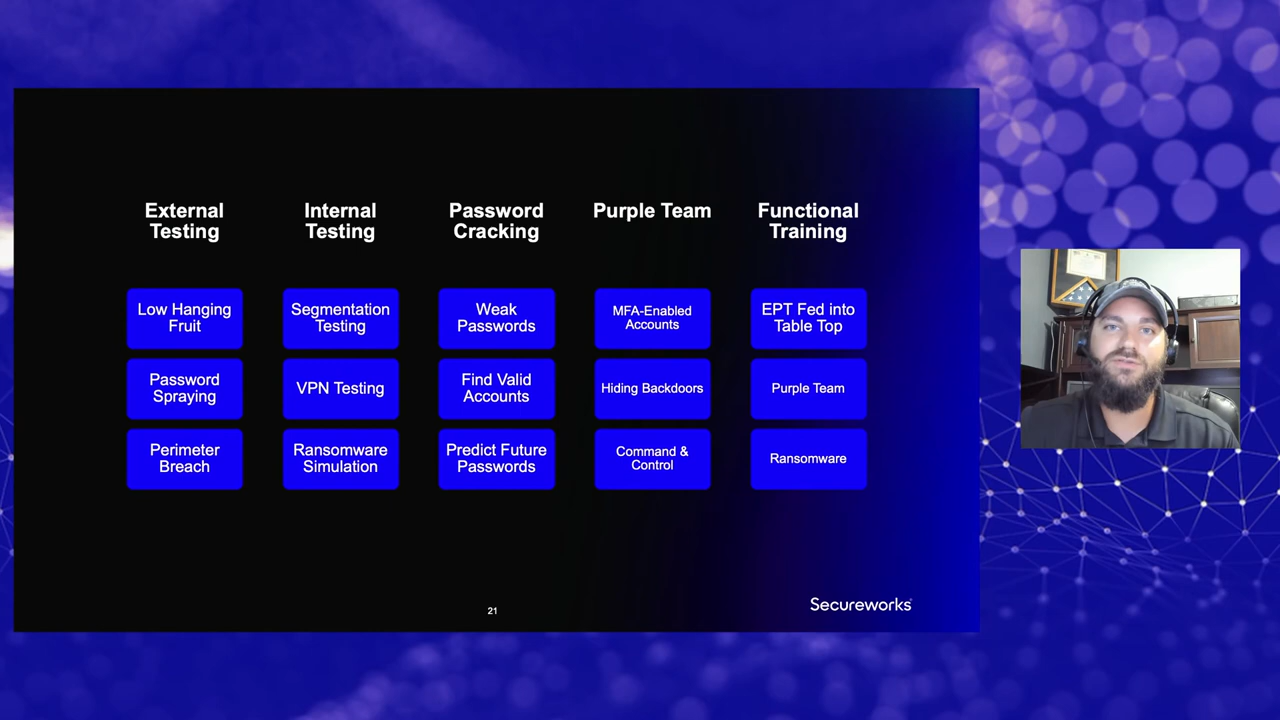 External
Testing
Internal
Testing
Password
Cracking
Purple Team
Functional
Training
Low Hanging
Fruit
Segmentation
Testing
Weak
Passwords
MFA-Enabled
Accounts
EPT Fed into
Table Top
Password
Spraying
VPN Testing
Find Valid
Accounts
Hiding Backdoors
Purple Team
Perimeter
Breach
Ransomware
Simulation
Predict Future
Passwords
Command &
Control
Ransomware
21
Secureworks